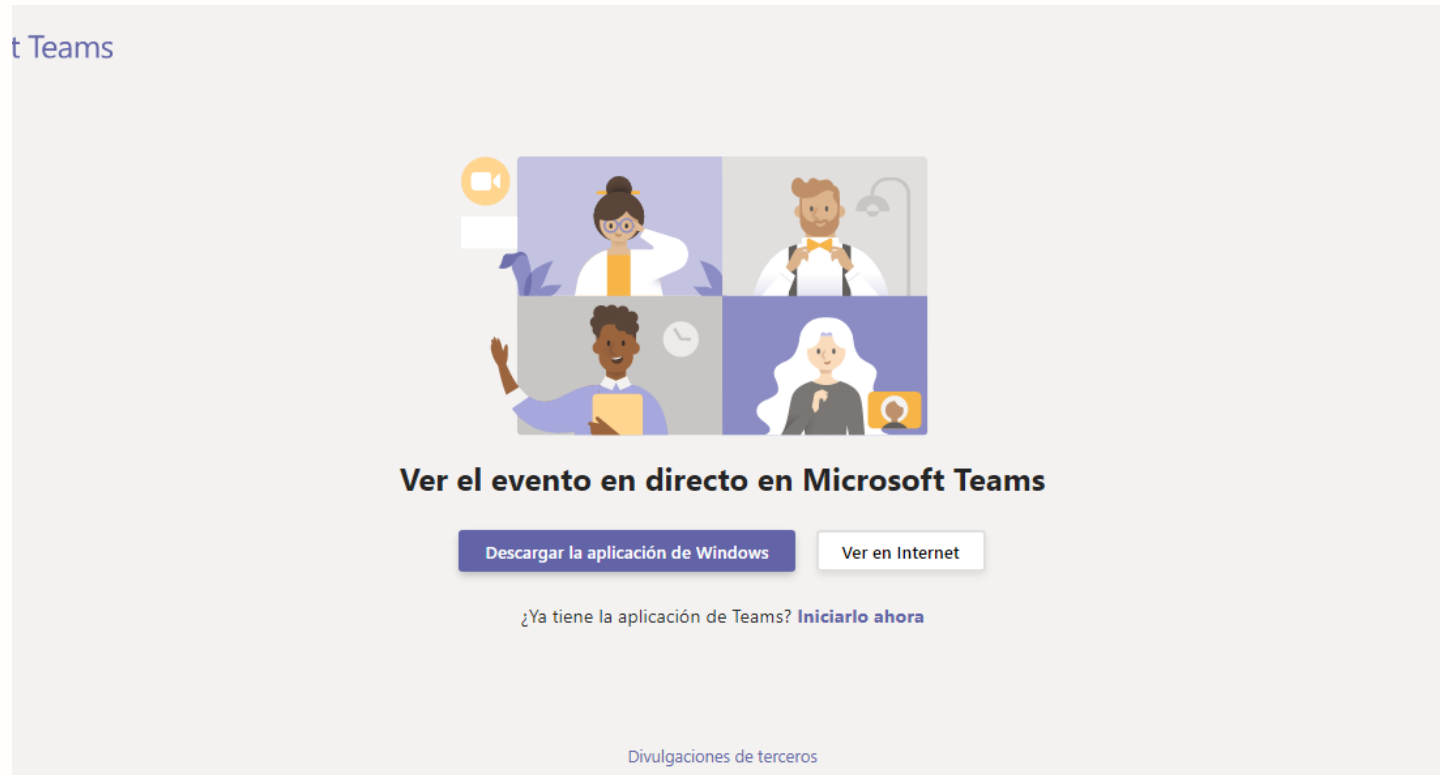 t Teams
Ver el evento en directo en Microsoft Teams
Descargar la aplicación de Windows
Ver en Internet
¿Ya tiene la aplicación de Teams? Iniciarlo ahora
Divulgaciones de terceros